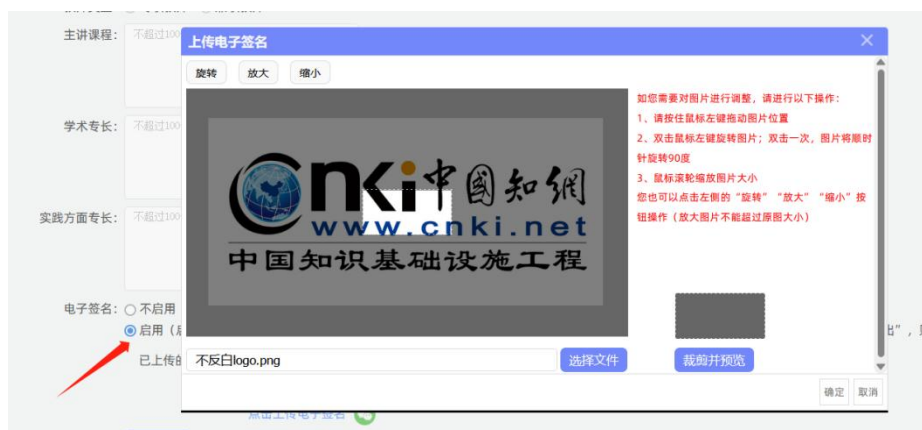 主讲课程：
不超过100
上传电子签名
旋转 放大 缩小
学术专长：
不超过100
如您需要对图片进行调整，请进行以下操作：
1、请按住鼠标左键拖动图片位置
2、双击鼠标左键旋转图片；双击一次，图片将顺
针旋转90度
3、鼠标滚轮缩放图片大小
您也可以点击左侧的“旋转”“放大”“缩小”按
钮操作（放大图片不能超过原图大小）
cnki中国知网
www.cnki.net
中国知识基础设施工程
实践方面专长：
不超过100
电子签名：
不启用
启用（
出”，
已上传的
不反白logo.png
选择文件
裁剪并预览
确定 取消
点击上传电子签名